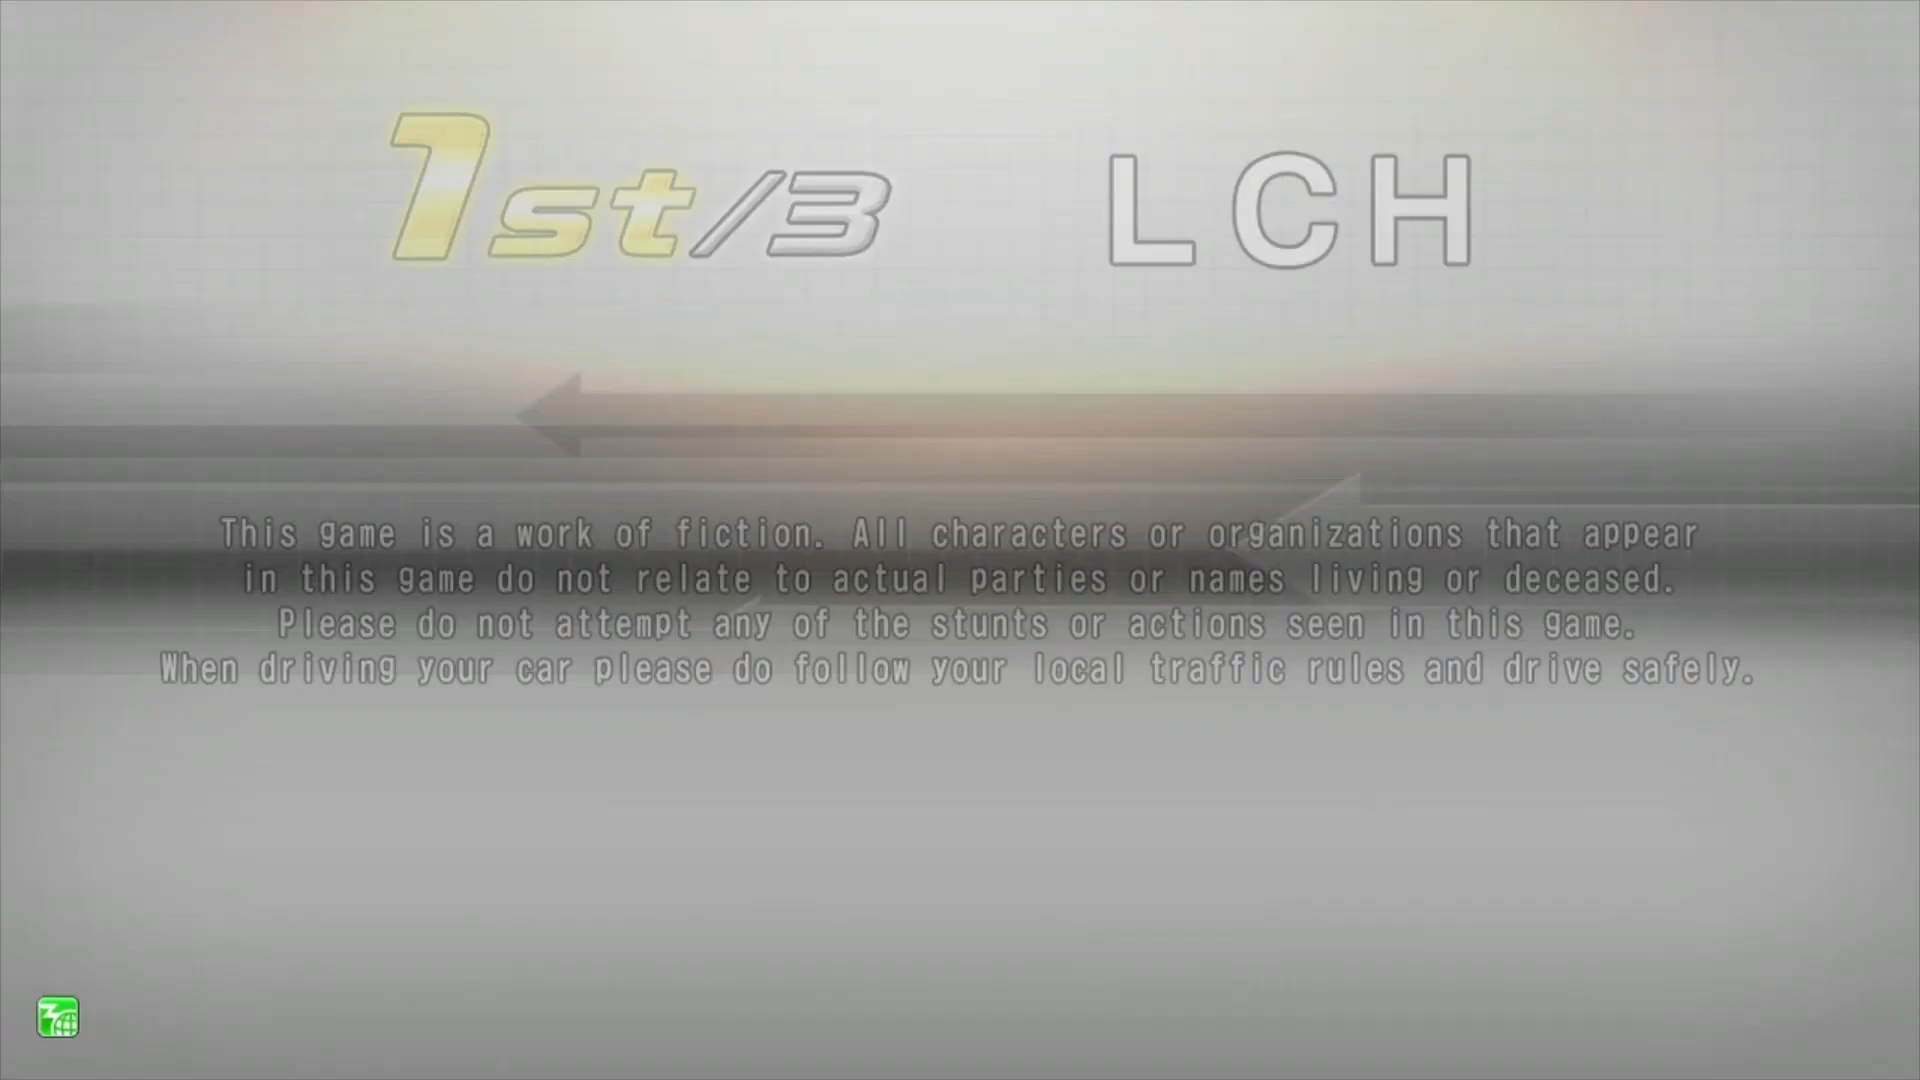 1st/3 LCH
This game is a work of fiction. All characters or organizations that appear
in this game do not relate to actual parties or names living or deceased.
Please do not attempt any of the stunts or actions seen in this game.
When driving your car please do follow your local traffic rules and drive safely.